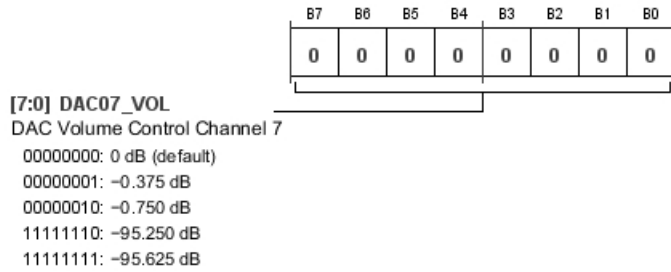 B7 B6 B5 B4 B3 B2 B1 B0
0 0 0 0 0 0 0 0
[7:0] DAC07_VOL
DAC Volume Control Channel 7
00000000: 0 dB (default)
00000001: −0.375 dB
00000010: −0.750 dB
11111110: −95.250 dB
11111111: −95.625 dB